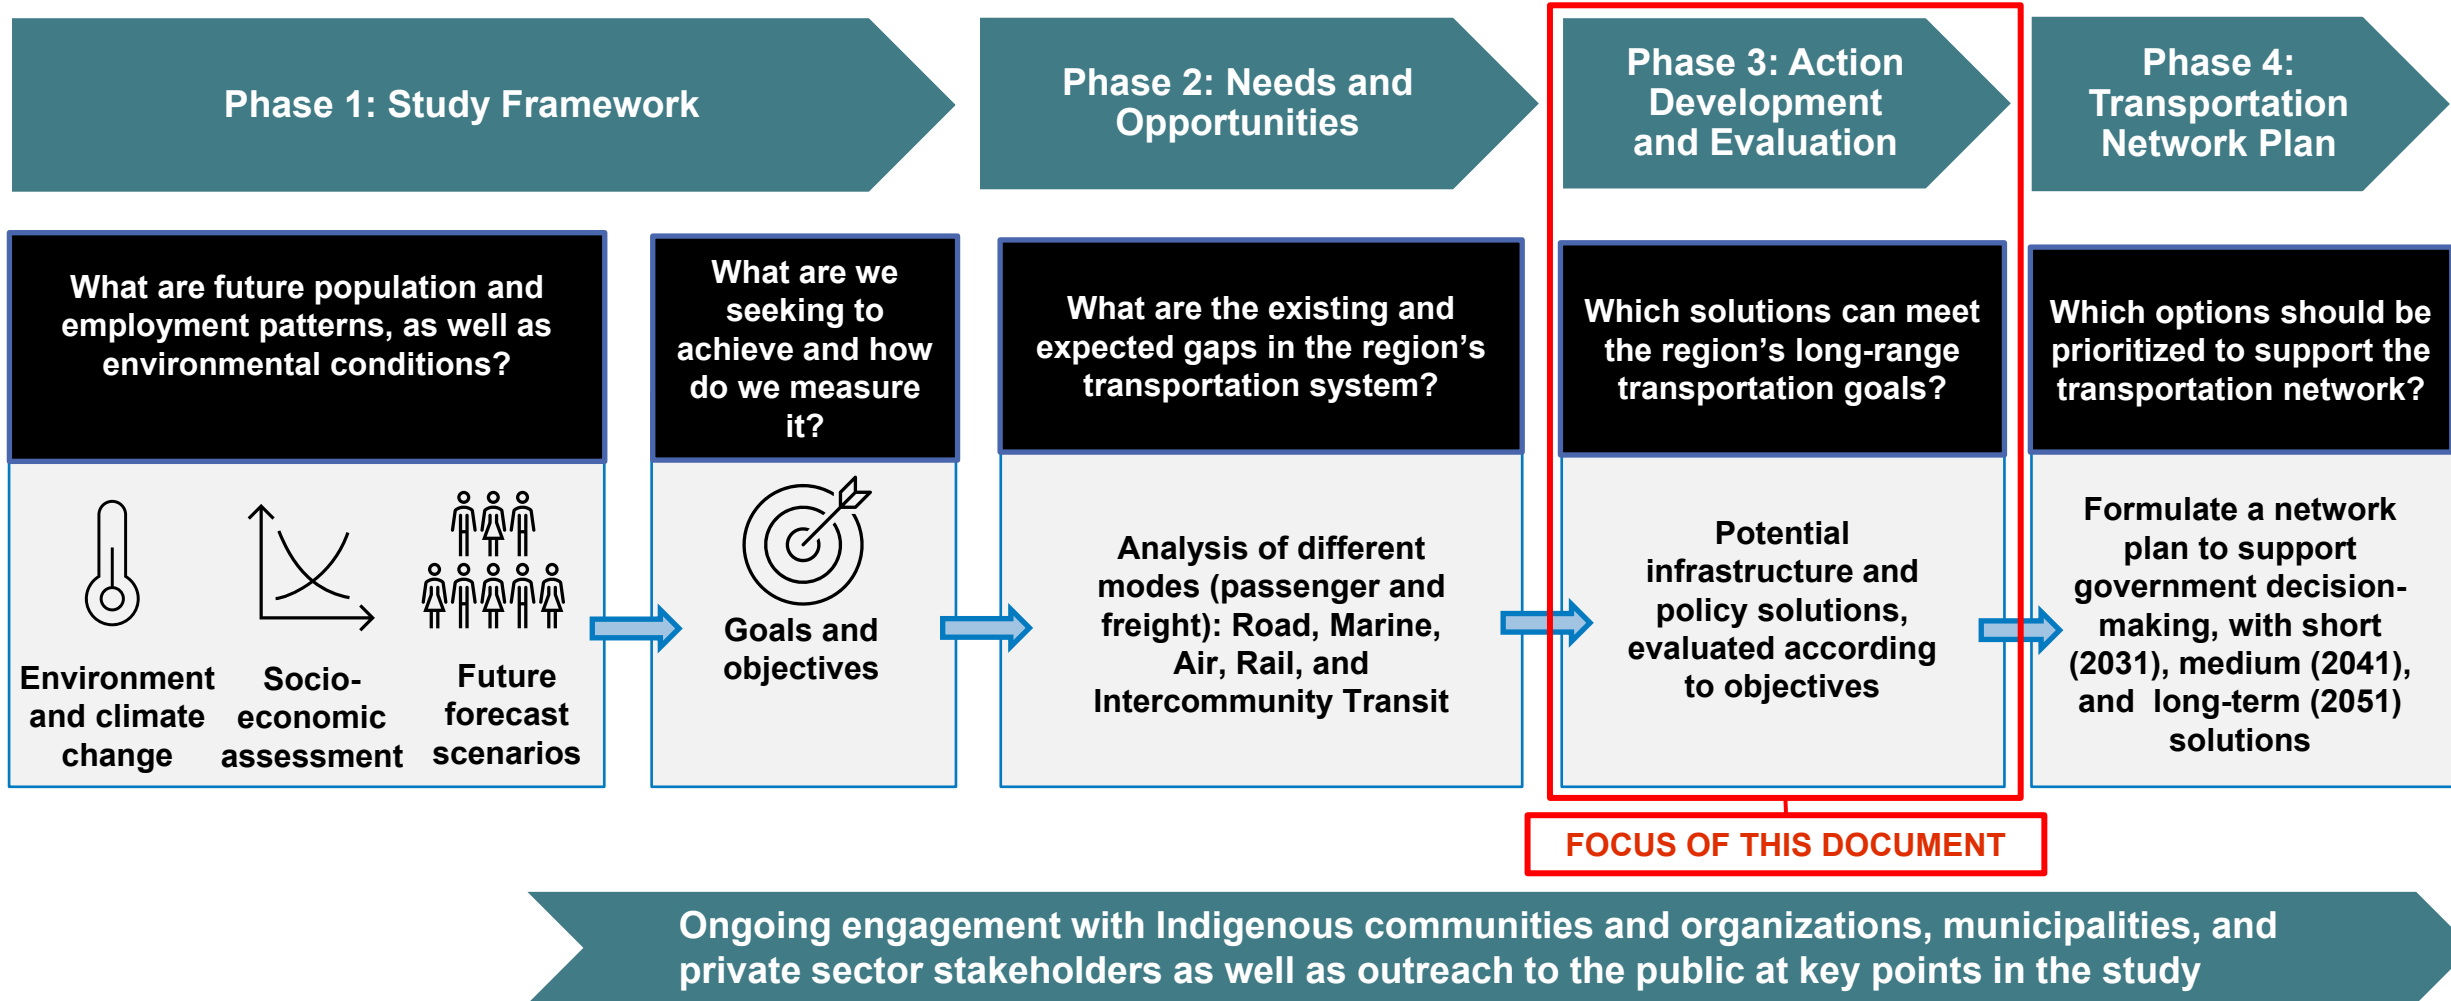 Phase 1: Study Framework
Phase 2: Needs and
Opportunities
Phase 3: Action
Development
and Evaluation
Phase 4:
Transportation
Network Plan
What are future population and
employment patterns, as well as
environmental conditions?
What are we
seeking to
achieve and how
do we measure
it?
What are the existing and
expected gaps in the region’s
transportation system?
Which solutions can meet
the region’s long-range
transportation goals?
Which options should be
prioritized to support the
transportation network?
Environment
and climate
change
Socio-
economic
assessment
Future
forecast
scenarios
Goals and
objectives
Analysis of different
modes (passenger and
freight): Road, Marine,
Air, Rail, and
Intercommunity Transit
Potential
infrastructure and
policy solutions,
evaluated according
to objectives
Formulate a network
plan to support
government decision-
making, with short
(2031), medium (2041),
and long-term (2051)
solutions
FOCUS OF THIS DOCUMENT
Ongoing engagement with Indigenous communities and organizations, municipalities, and
private sector stakeholders as well as outreach to the public at key points in the study